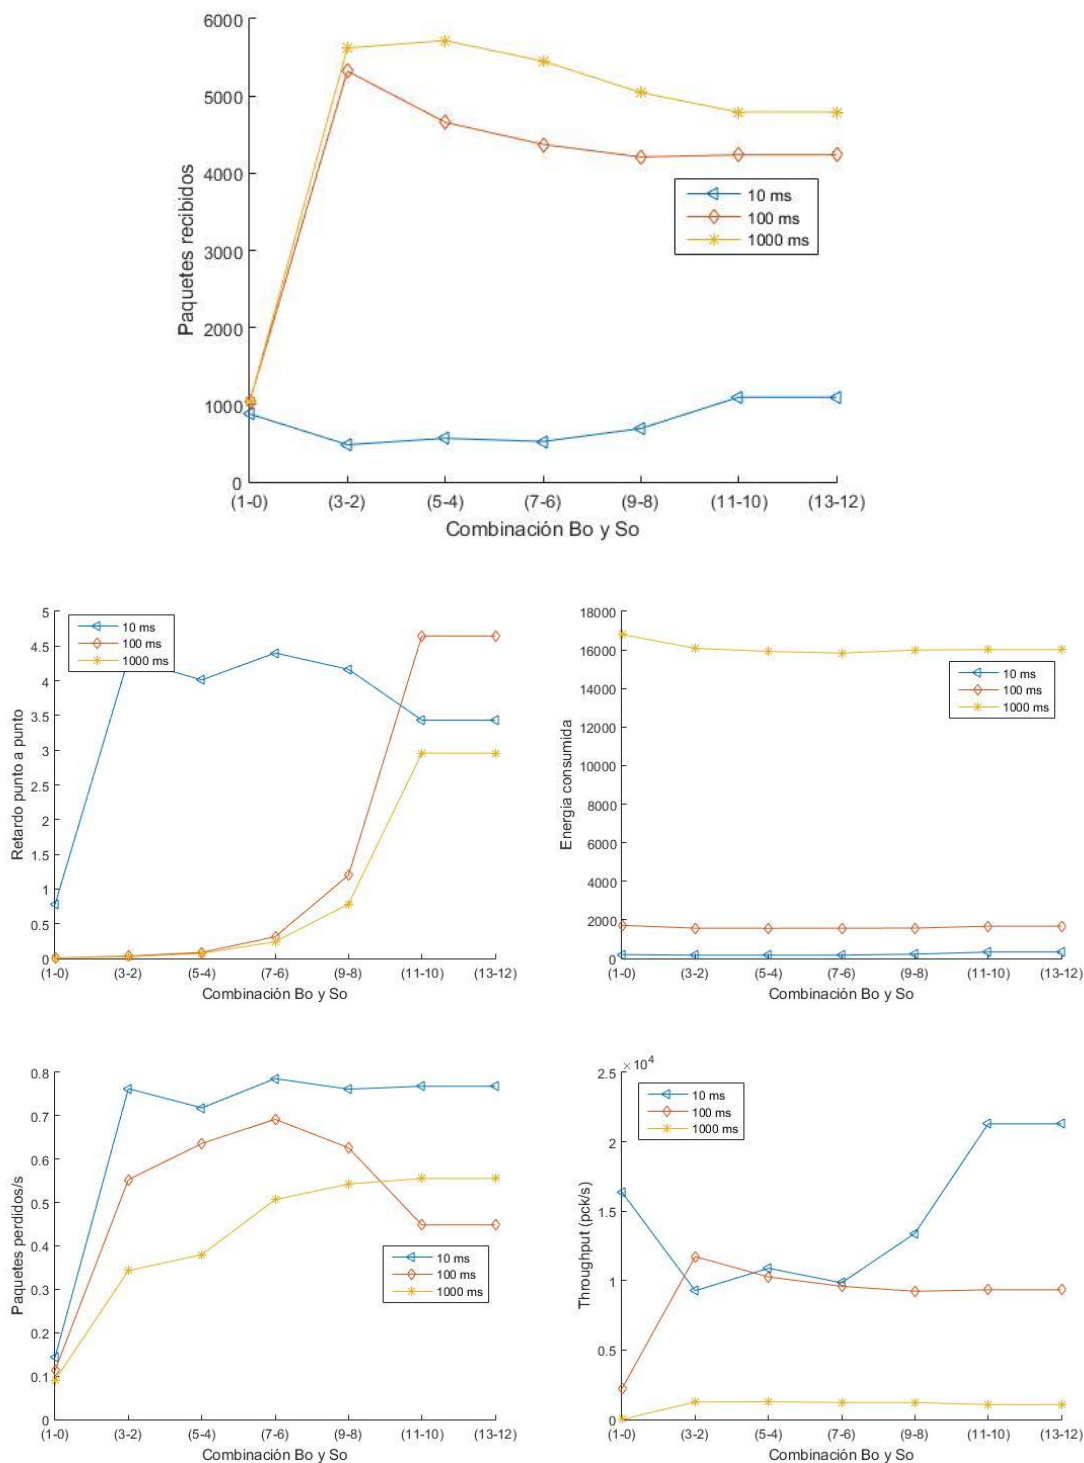 6000
5000
4000
3000
2000
1000
0
Paquetes recibidos
10 ms
100 ms
1000 ms
(1-0) (3-2) (5-4) (7-6) (9-8) (11-10) (13-12)
Combinación Bo y So
5
4.5
4
3.5
3
2.5
2
1.5
1
0.5
0
Retardo punto a punto
10 ms
100 ms
1000 ms
(1-0) (3-2) (5-4) (7-6) (9-8) (11-10) (13-12)
Combinación Bo y So
18000
16000
14000
12000
10000
8000
6000
4000
2000
0
Energia consumida
10 ms
100 ms
1000 ms
(1-0) (3-2) (5-4) (7-6) (9-8) (11-10) (13-12)
Combinación Bo y So
0.8
0.7
0.6
0.5
0.4
0.3
0.2
0.1
0
Paquetes perdidos/s
10 ms
100 ms
1000 ms
(1-0) (3-2) (5-4) (7-6) (9-8) (11-10) (13-12)
Combinación Bo y So
× 10⁴
2.5
2
1.5
1
0.5
0
Throughput (pck/s)
10 ms
100 ms
1000 ms
(1-0) (3-2) (5-4) (7-6) (9-8) (11-10) (13-12)
Combinación Bo y So